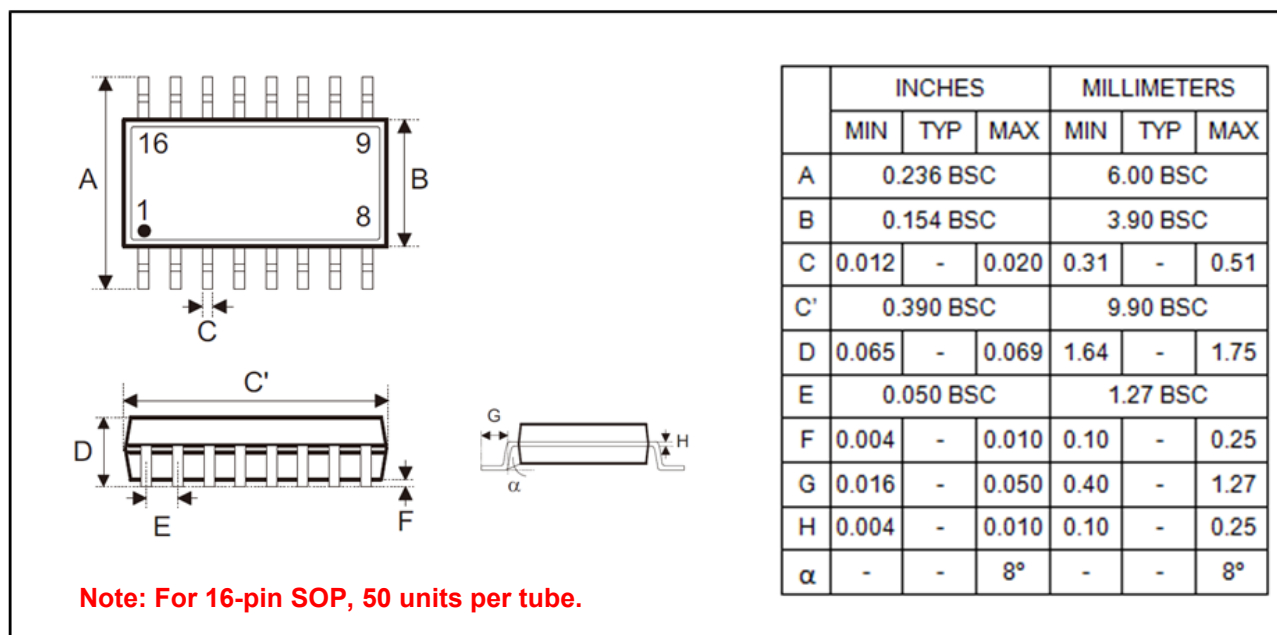 16 9
A B
1 8
C
C'
D
E F
G
H
α
Note: For 16-pin SOP, 50 units per tube.
INCHES MILLIMETERS
MIN TYP MAX MIN TYP MAX
A 0.236 BSC 6.00 BSC
B 0.154 BSC 3.90 BSC
C 0.012 - 0.020 0.31 - 0.51
C' 0.390 BSC 9.90 BSC
D 0.065 - 0.069 1.64 - 1.75
E 0.050 BSC 1.27 BSC
F 0.004 - 0.010 0.10 - 0.25
G 0.016 - 0.050 0.40 - 1.27
H 0.004 - 0.010 0.10 - 0.25
α - - 8° - - 8°